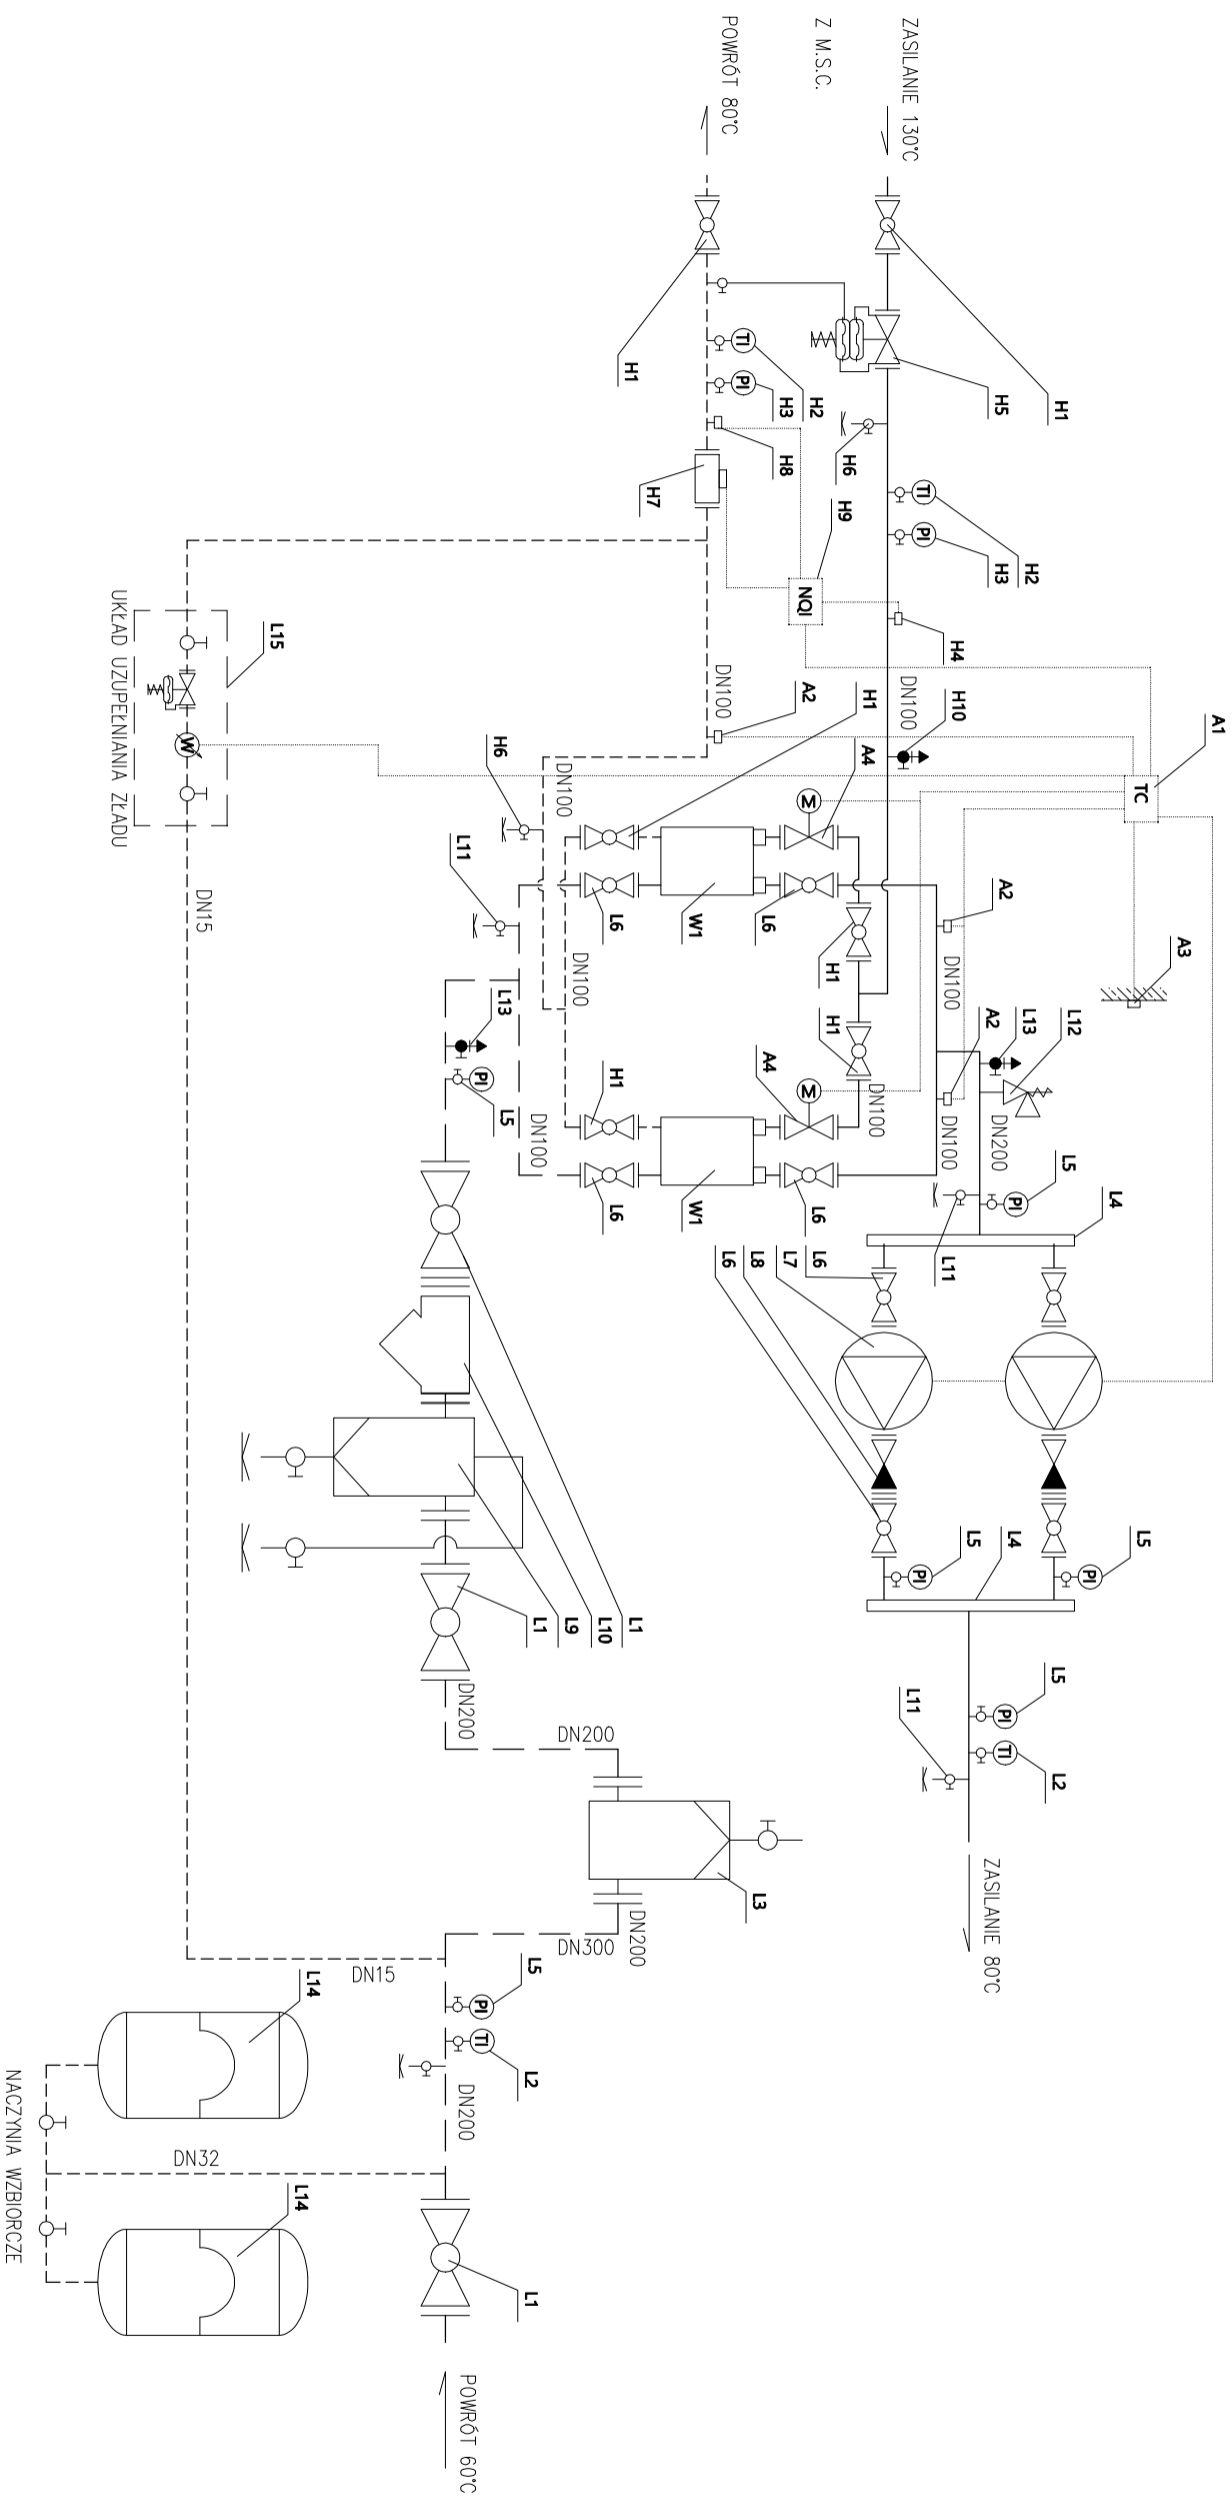 A1
A3
TC
L5
L4
PI
L12
H1
L5
L5
L2
H2
L13
PI
L4
PI
TI
H5
H3
A2
A2
DN200
ZASILANIE 80°C
L5
H4
H10
DN100
DN100
L11
TI
PI
PI
ZASILANIE 130°C
DN100
L11
DN100
H1
A4
H6
H9
H1
H1
Z M.S.C.
H2
L6
L6
NQI
A2
M
M
H3
H8
L6
L7
A4
L8
L3
TI
PI
POWRÓT 80°C
DN100
L6
W1
W1
H7
H1
L1
DN200
L6
H1
L6
L10
DN200
DN300
DN100
DN100
L9
L1
DN100
L5
L2
L1
H6
L13
L5
PI
PI
TI
L11
DN200
DN200
POWRÓT 60°C
DN15
L14
L14
L15
DN15
DN32
W
UKŁAD UZUPEŁNIANIA ZŁADU
NACZYNIA WZBIORCZE